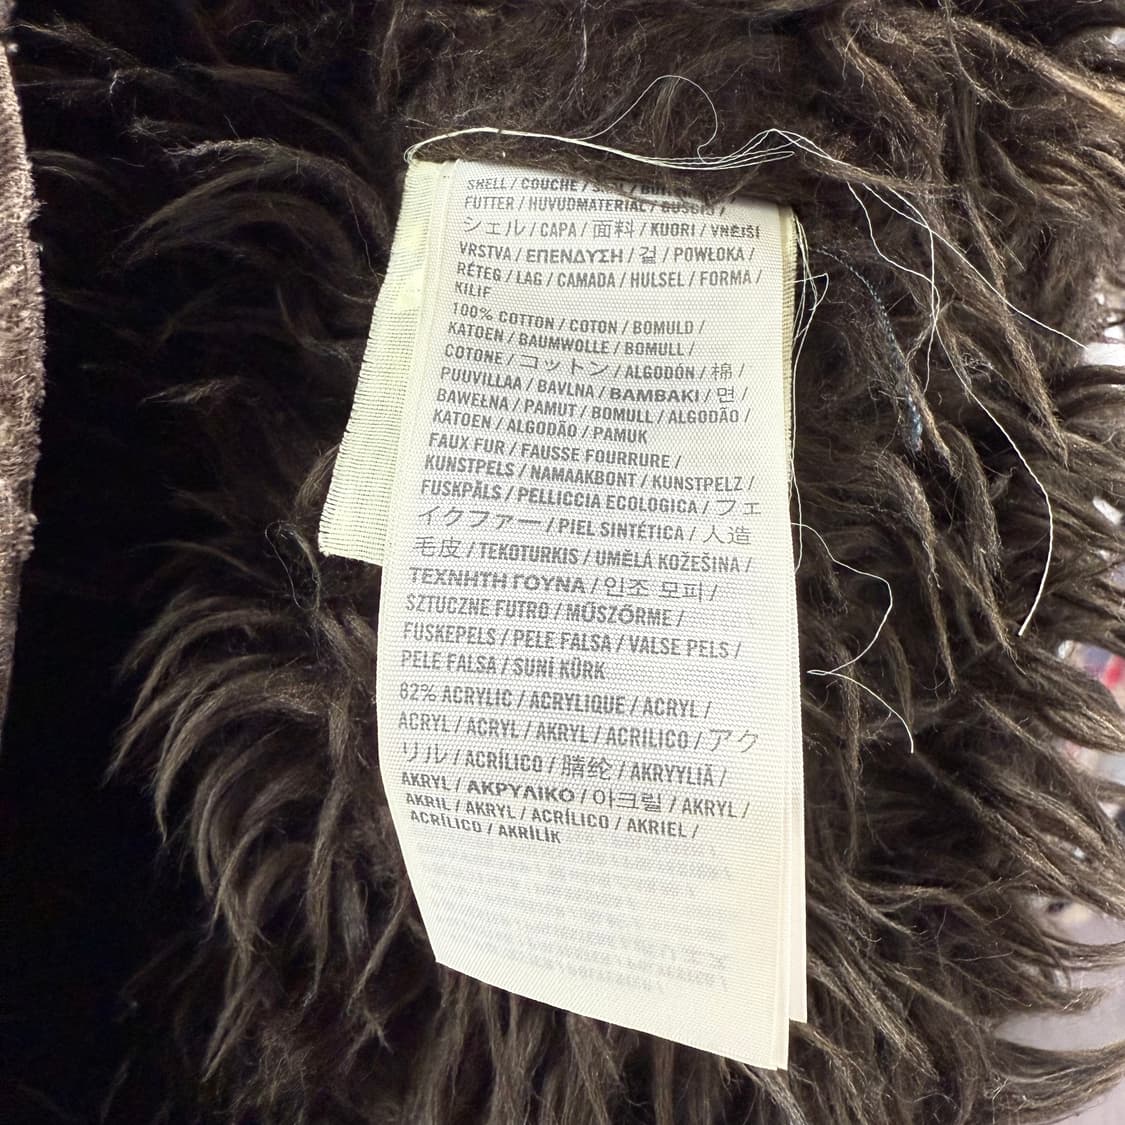 SHELL / COUCHE /
FUTTER / HUVUDMATERIAL / GUSCIO /
シェル / CAPA / 面料 / KUORI / VNĚJŠÍ
VRSTVA / ΕΠΕΝΔΥΣΗ / 겉 / POWŁOKA /
RÉTEG / LAG / CAMADA / HULSEL / FORMA /
KILIF
100% COTTON / COTON / BOMULD /
KATOEN / BAUMWOLLE / BOMULL /
COTONE / コットン / ALGODÓN / 棉 /
PUUVILLAA / BAVLNA / ΒΑΜΒΑΚΙ / 면 /
BAWEŁNA / PAMUT / BOMULL / ALGODÃO /
KATOEN / ALGODÃO / PAMUK
FAUX FUR / FAUSSE FOURRURE /
KUNSTPELS / NAMAAKBONT / KUNSTPELZ /
FUSKPÄLS / PELLICCIA ECOLOGICA / フェ
イクファー / PIEL SINTÉTICA / 人造
毛皮 / TEKOTURKIS / UMĚLÁ KOŽEŠINA /
ΤΕΧΝΗΤΗ ΓΟΥΝΑ / 인조 모피 /
SZTUCZNE FUTRO / MŰSZŐRME /
FUSKEPELS / PELE FALSA / VALSE PELS /
PELE FALSA / SUNİ KÜRK
82% ACRYLIC / ACRYLIQUE / ACRYL /
ACRYL / ACRYL / AKRYL / ACRILICO / アク
リル / ACRÍLICO / 腈纶 / AKRYYLIÄ /
AKRYL / ΑΚΡΥΛΙΚΟ / 아크릴 / AKRYL /
AKRIL / AKRYL / ACRÍLICO / AKRIEL /
ACRÍLICO / AKRİLİK